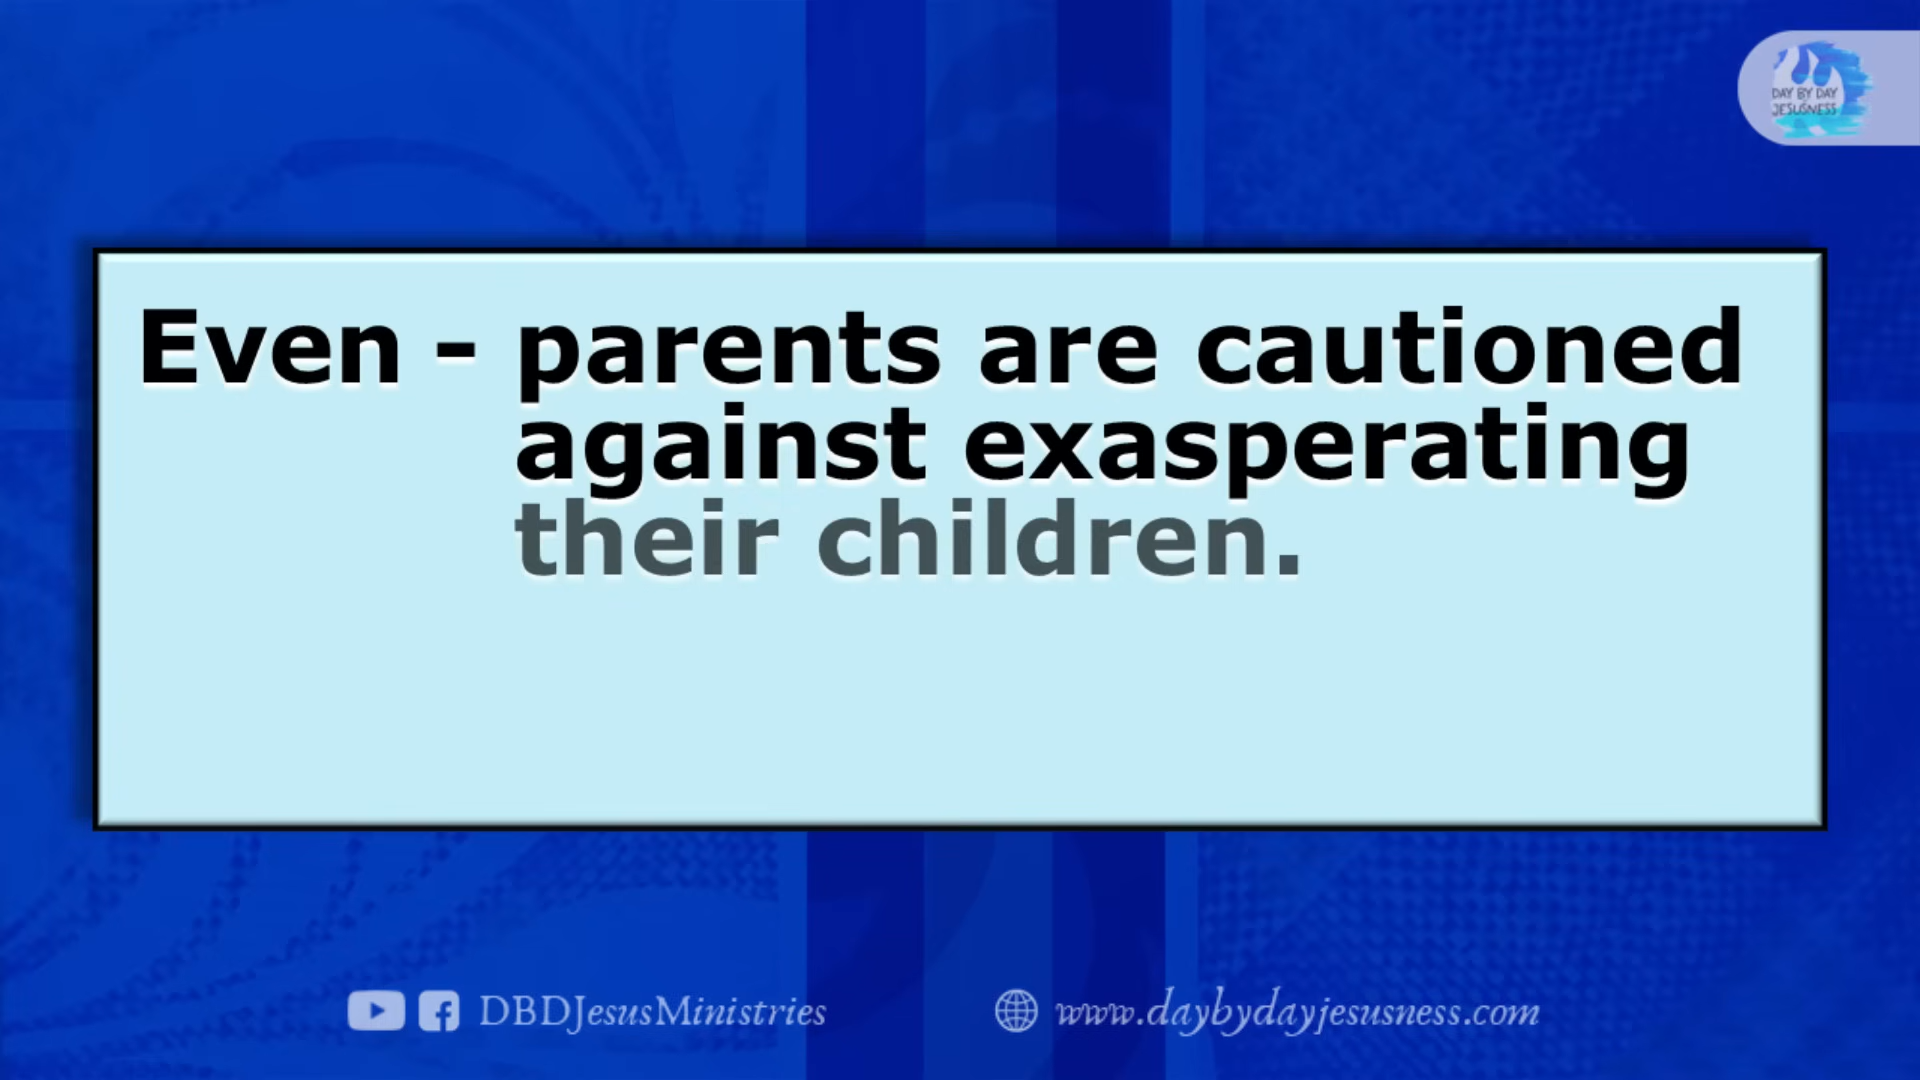 DAY BY DAY
JESUSNESS
Even - parents are cautioned
against exasperating
their children.
DBDJesusMinistries
www.daybydayjesusness.com